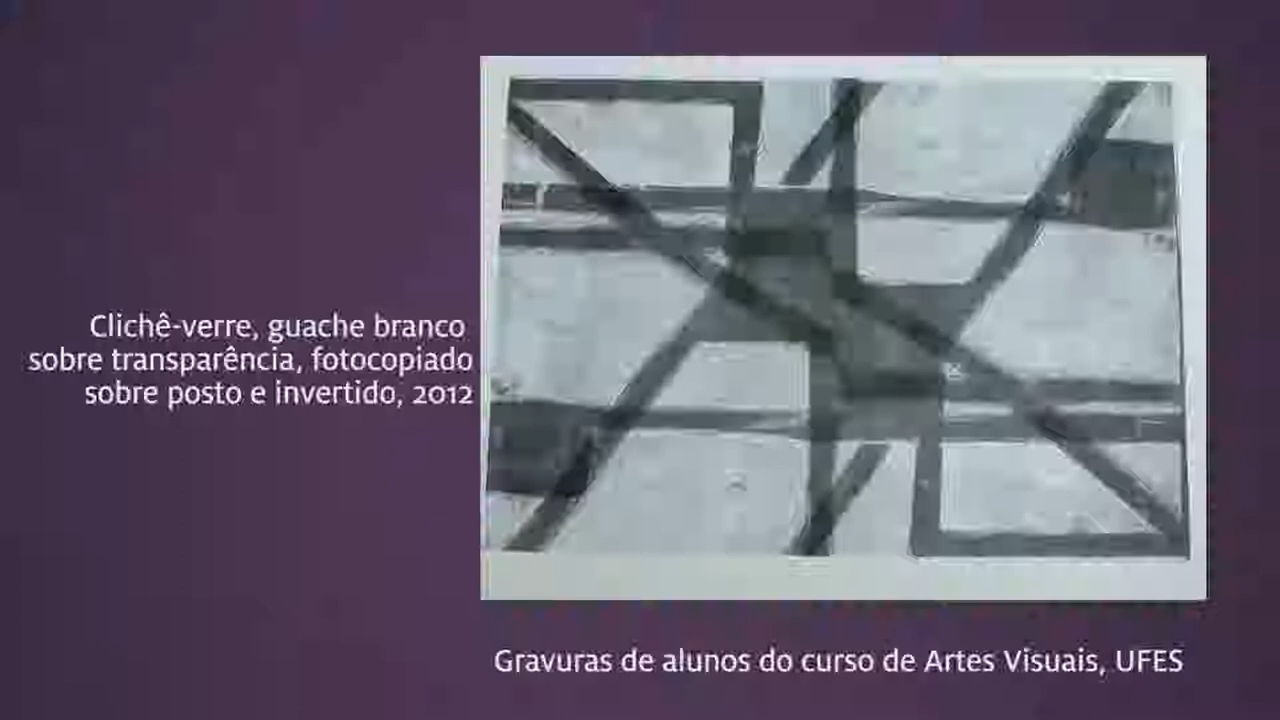 Clichê-verre, guache branco
sobre transparência, fotocopiado
sobre posto e invertido, 2012
Gravuras de alunos do curso de Artes Visuais, UFES